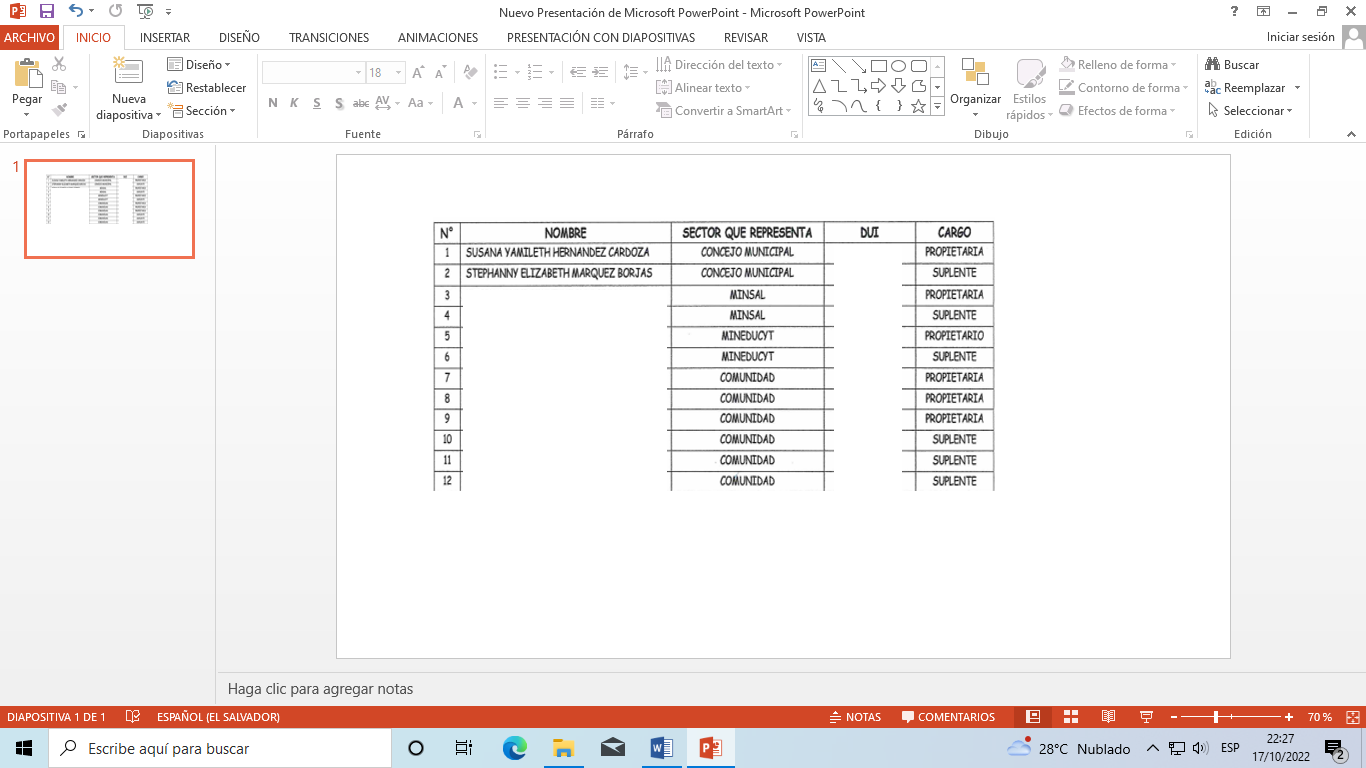 Nuevo Presentación de Microsoft PowerPoint - Microsoft PowerPoint
ARCHIVO INICIO INSERTAR DISEÑO TRANSICIONES ANIMACIONES PRESENTACIÓN CON DIAPOSITIVAS REVISAR VISTA Iniciar sesión
Pegar
Portapapeles
Nueva diapositiva
Diseño
Restablecer
Sección
Diapositivas
18
N K S S abc AV Aa A
Fuente
Dirección del texto
Alinear texto
Convertir a SmartArt
Párrafo
Organizar
Estilos rápidos
Relleno de forma
Contorno de forma
Efectos de forma
Dibujo
Buscar
Reemplazar
Seleccionar
Edición
1
N° NOMBRE SECTOR QUE REPRESENTA DUI CARGO
1 SUSANA YAMILETH HERNANDEZ CARDOZA CONCEJO MUNICIPAL PROPIETARIA
2 STEPHANNY ELIZABETH MARQUEZ BORJAS CONCEJO MUNICIPAL SUPLENTE
3 MINSAL PROPIETARIA
4 MINSAL SUPLENTE
5 MINEDUCYT PROPIETARIO
6 MINEDUCYT SUPLENTE
7 COMUNIDAD PROPIETARIA
8 COMUNIDAD PROPIETARIA
9 COMUNIDAD PROPIETARIA
10 COMUNIDAD SUPLENTE
11 COMUNIDAD SUPLENTE
12 COMUNIDAD SUPLENTE
Haga clic para agregar notas
DIAPOSITIVA 1 DE 1 ESPAÑOL (EL SALVADOR) NOTAS COMENTARIOS 70 %
Escribe aquí para buscar 28°C Nublado ESP 22:27
17/10/2022 2